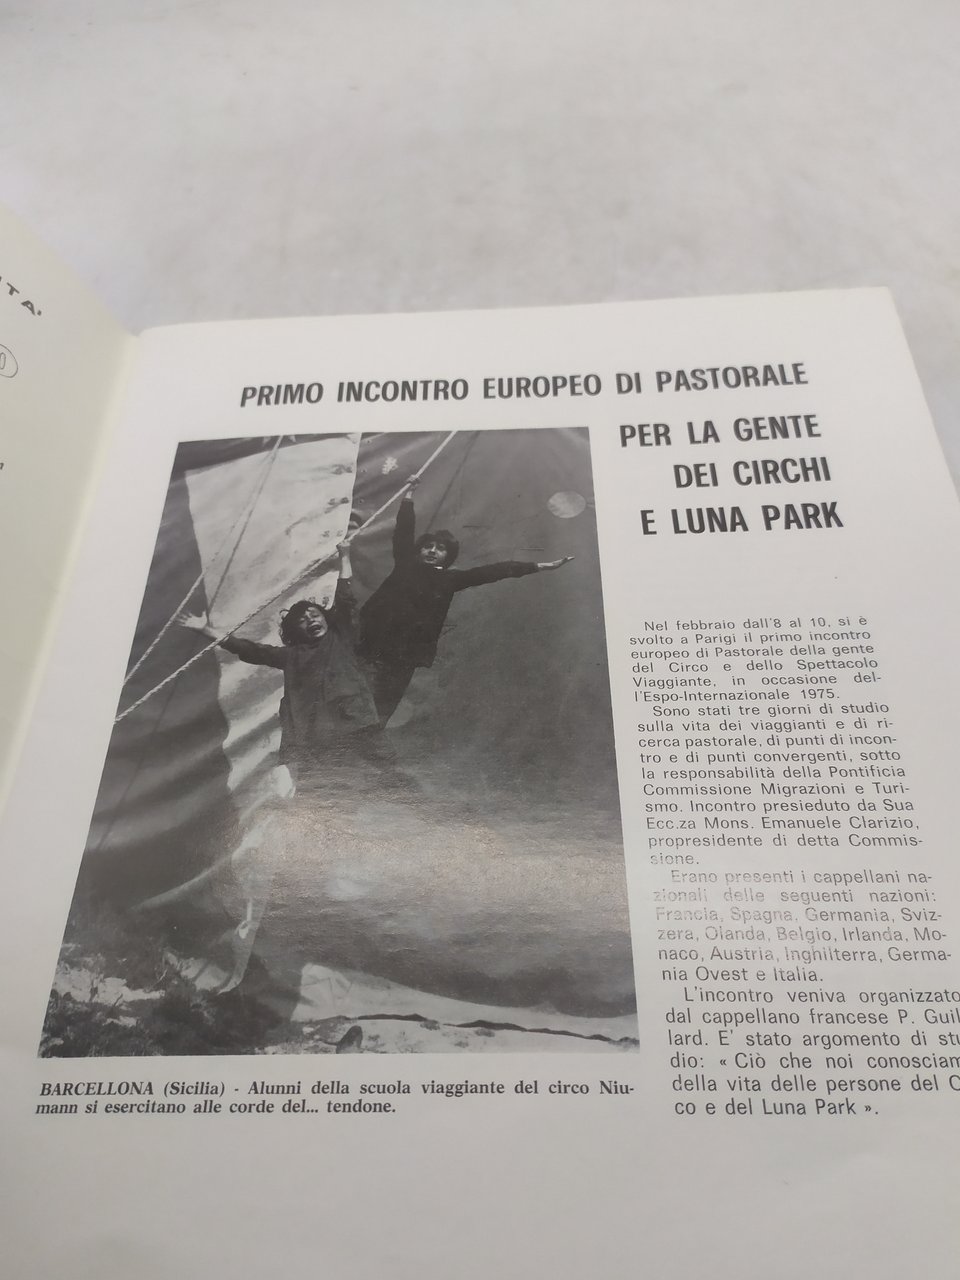 TA'
PRIMO INCONTRO EUROPEO DI PASTORALE
PER LA GENTE
DEI CIRCHI
E LUNA PARK
Nel febbraio dall'8 al 10, si è
svolto a Parigi il primo incontro
europeo di Pastorale della gente
del Circo e dello Spettacolo
Viaggiante, in occasione del-
l'Espo-Internazionale 1975.
Sono stati tre giorni di studio
sulla vita dei viaggianti e di ri-
cerca pastorale, di punti di incon-
tro e di punti convergenti, sotto
la responsabilità della Pontificia
Commissione Migrazioni e Turi-
smo. Incontro presieduto da Sua
Ecc.za Mons. Emanuele Clarizio,
propresidente di detta Commis-
sione.
Erano presenti i cappellani na-
zionali delle seguenti nazioni:
Francia, Spagna, Germania, Sviz-
zera, Olanda, Belgio, Irlanda, Mo-
naco, Austria, Inghilterra, Germa-
nia Ovest e Italia.
L'incontro veniva organizzato
dal cappellano francese P. Guil
lard. E' stato argomento di stu
dio: « Ciò che noi conosciam
della vita delle persone del C
co e del Luna Park ».
BARCELLONA (Sicilia) - Alunni della scuola viaggiante del circo Niu-
mann si esercitano alle corde del... tendone.